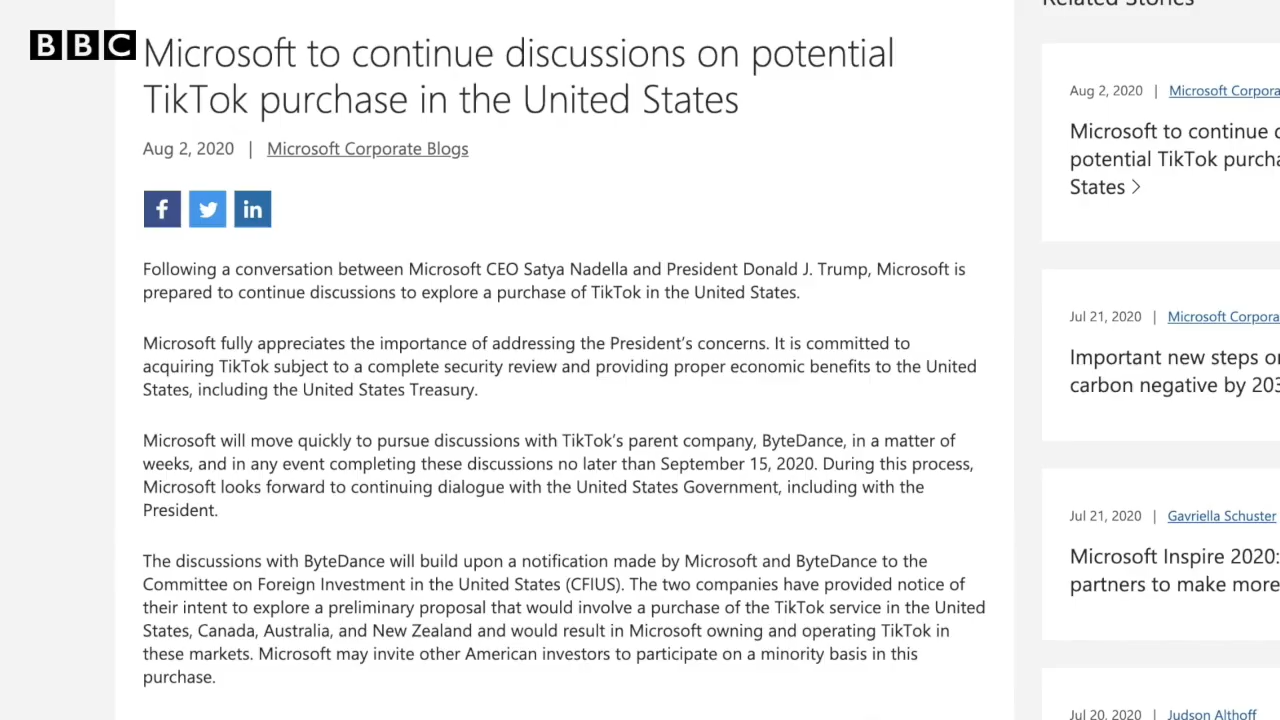 Related Stories
BBC
Microsoft to continue discussions on potential
TikTok purchase in the United States
Aug 2, 2020 | Microsoft Corporate Blogs
Following a conversation between Microsoft CEO Satya Nadella and President Donald J. Trump, Microsoft is
prepared to continue discussions to explore a purchase of TikTok in the United States.
Microsoft fully appreciates the importance of addressing the President’s concerns. It is committed to
acquiring TikTok subject to a complete security review and providing proper economic benefits to the United
States, including the United States Treasury.
Microsoft will move quickly to pursue discussions with TikTok’s parent company, ByteDance, in a matter of
weeks, and in any event completing these discussions no later than September 15, 2020. During this process,
Microsoft looks forward to continuing dialogue with the United States Government, including with the
President.
The discussions with ByteDance will build upon a notification made by Microsoft and ByteDance to the
Committee on Foreign Investment in the United States (CFIUS). The two companies have provided notice of
their intent to explore a preliminary proposal that would involve a purchase of the TikTok service in the United
States, Canada, Australia, and New Zealand and would result in Microsoft owning and operating TikTok in
these markets. Microsoft may invite other American investors to participate on a minority basis in this
purchase.
Aug 2, 2020 | Microsoft Corpora
Microsoft to continue
potential TikTok purcha
States >
Jul 21, 2020 | Microsoft Corpora
Important new steps o
carbon negative by 203
Jul 21, 2020 | Gavriella Schuster
Microsoft Inspire 2020:
partners to make more
Jul 20, 2020 | Judson Althoff